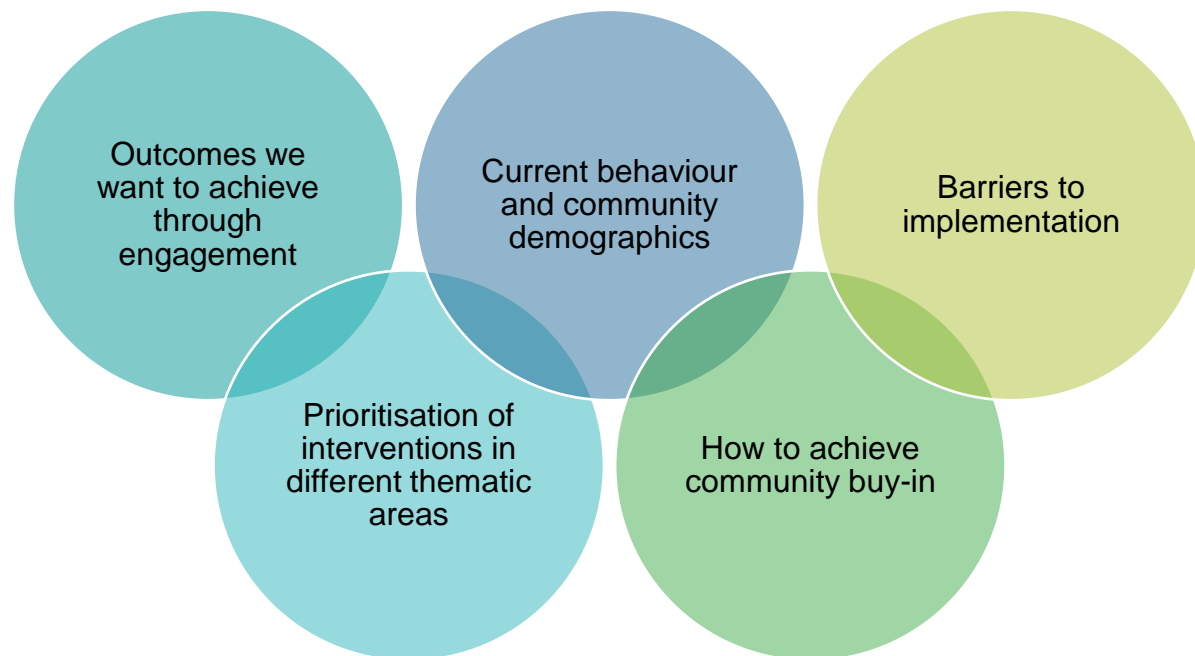 Outcomes we
want to achieve
through
engagement
Prioritisation of
interventions in
different thematic
areas
Current behaviour
and community
demographics
How to achieve
community buy-in
Barriers to
implementation